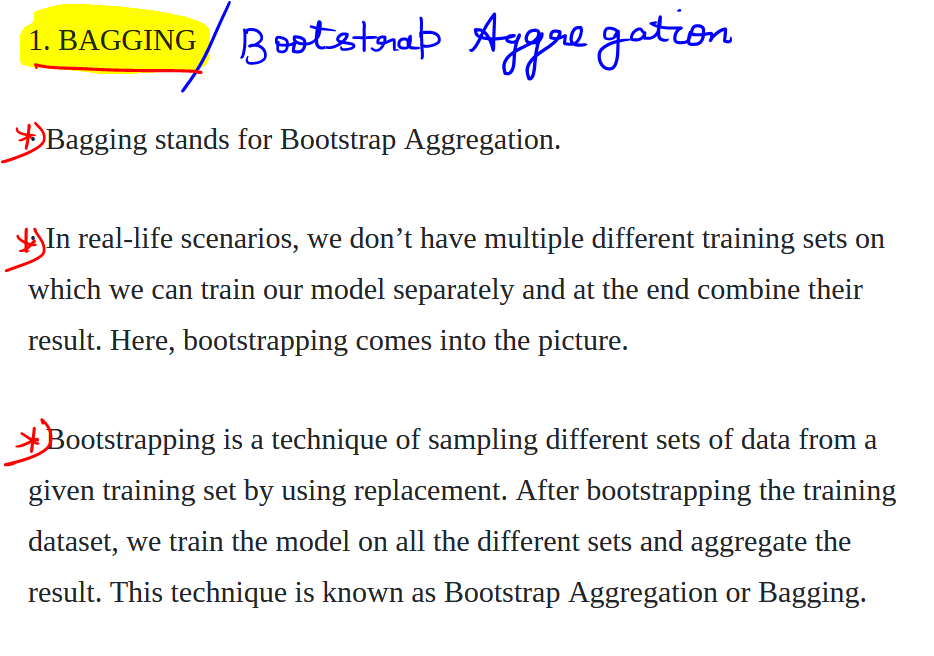 1. BAGGING / Bootstrap Aggregation
* Bagging stands for Bootstrap Aggregation.
* In real-life scenarios, we don’t have multiple different training sets on
which we can train our model separately and at the end combine their
result. Here, bootstrapping comes into the picture.
* Bootstrapping is a technique of sampling different sets of data from a
given training set by using replacement. After bootstrapping the training
dataset, we train the model on all the different sets and aggregate the
result. This technique is known as Bootstrap Aggregation or Bagging.